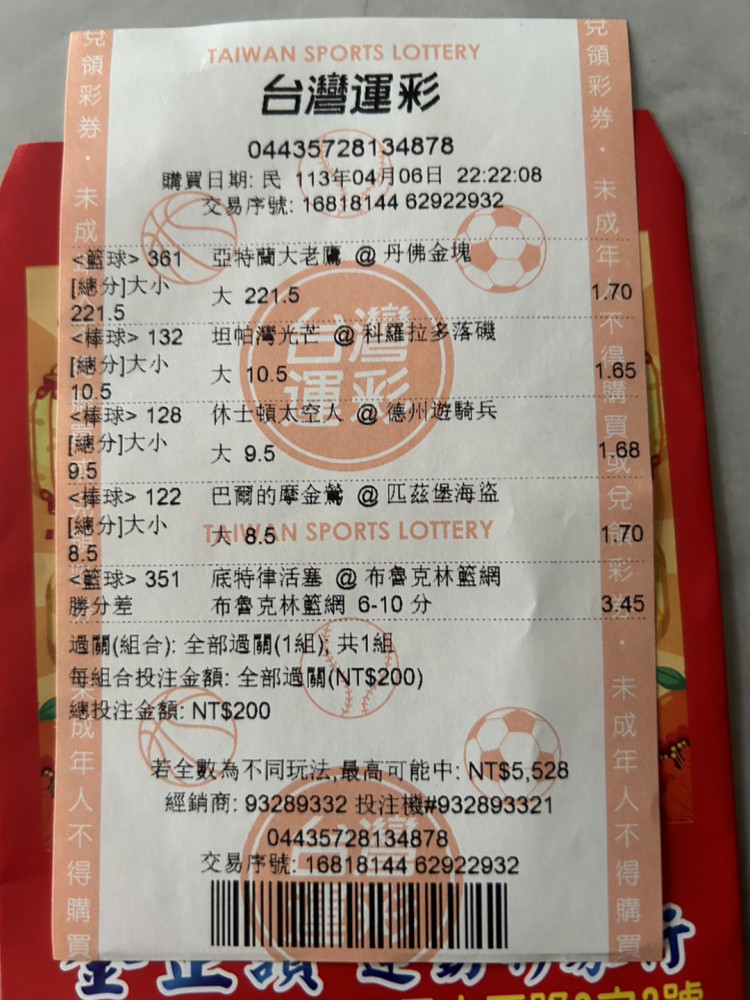 TAIWAN SPORTS LOTTERY
台灣運彩
04435728134878
購買日期: 民 113年04月06日 22:22:08
交易序號: 16818144 62922932
<籃球> 361 亞特蘭大老鷹 @ 丹佛金塊
[總分]大小 大 221.5 1.70
221.5
<棒球> 132 坦帕灣光芒 @ 科羅拉多落磯
[總分]大小 大 10.5 1.65
10.5
<棒球> 128 休士頓太空人 @ 德州遊騎兵
[總分]大小 大 9.5 1.68
9.5
<棒球> 122 巴爾的摩金鶯 @ 匹茲堡海盜
[總分]大小 大 8.5 1.70
8.5
TAIWAN SPORTS LOTTERY
<籃球> 351 底特律活塞 @ 布魯克林籃網
勝分差 布魯克林籃網 6-10 分 3.45
過關(組合): 全部過關(1組), 共1組
每組合投注金額: 全部過關(NT$200)
總投注金額: NT$200
若全數為不同玩法,最高可能中: NT$5,528
經銷商: 93289332 投注機#932893321
04435728134878
交易序號: 16818144 62922932
台灣運彩
兌領彩券·未成
成年人不得購買
兌領彩券·未成年 不得購買或兌領彩券·未成年人不得購買